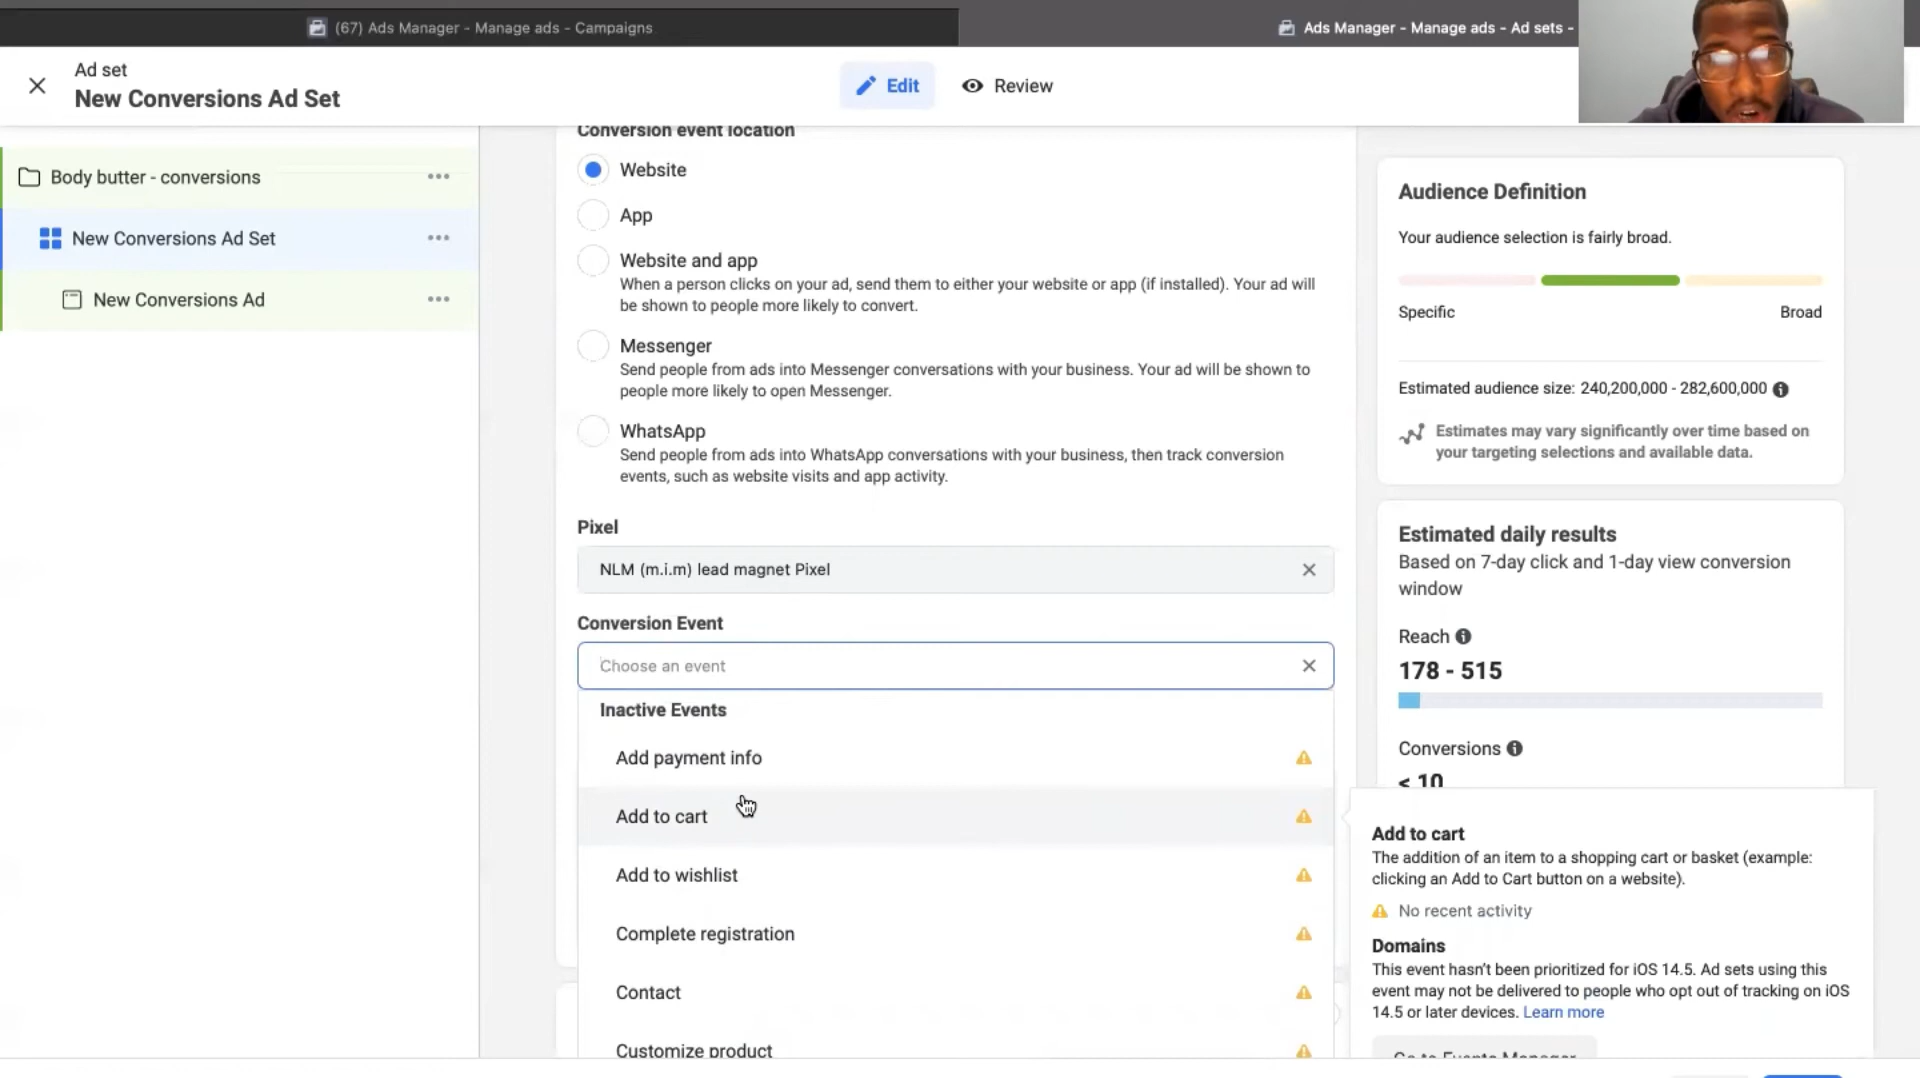 (67) Ads Manager - Manage ads - Campaigns
Ads Manager - Manage ads - Ad sets -
Ad set
New Conversions Ad Set
Edit
Review
Body butter - conversions
New Conversions Ad Set
New Conversions Ad
Conversion event location
Website
App
Website and app
When a person clicks on your ad, send them to either your website or app (if installed). Your ad will
be shown to people more likely to convert.
Messenger
Send people from ads into Messenger conversations with your business. Your ad will be shown to
people more likely to open Messenger.
WhatsApp
Send people from ads into WhatsApp conversations with your business, then track conversion
events, such as website visits and app activity.
Pixel
NLM (m.i.m) lead magnet Pixel
Conversion Event
Choose an event
Inactive Events
Add payment info
Add to cart
Add to wishlist
Complete registration
Contact
Customize product
Audience Definition
Your audience selection is fairly broad.
Specific
Broad
Estimated audience size: 240,200,000 - 282,600,000
Estimates may vary significantly over time based on
your targeting selections and available data.
Estimated daily results
Based on 7-day click and 1-day view conversion
window
Reach
178 - 515
Conversions
< 10
Add to cart
The addition of an item to a shopping cart or basket (example:
clicking an Add to Cart button on a website).
No recent activity
Domains
This event hasn't been prioritized for iOS 14.5. Ad sets using this
event may not be delivered to people who opt out of tracking on iOS
14.5 or later devices. Learn more
Go to Events Manager